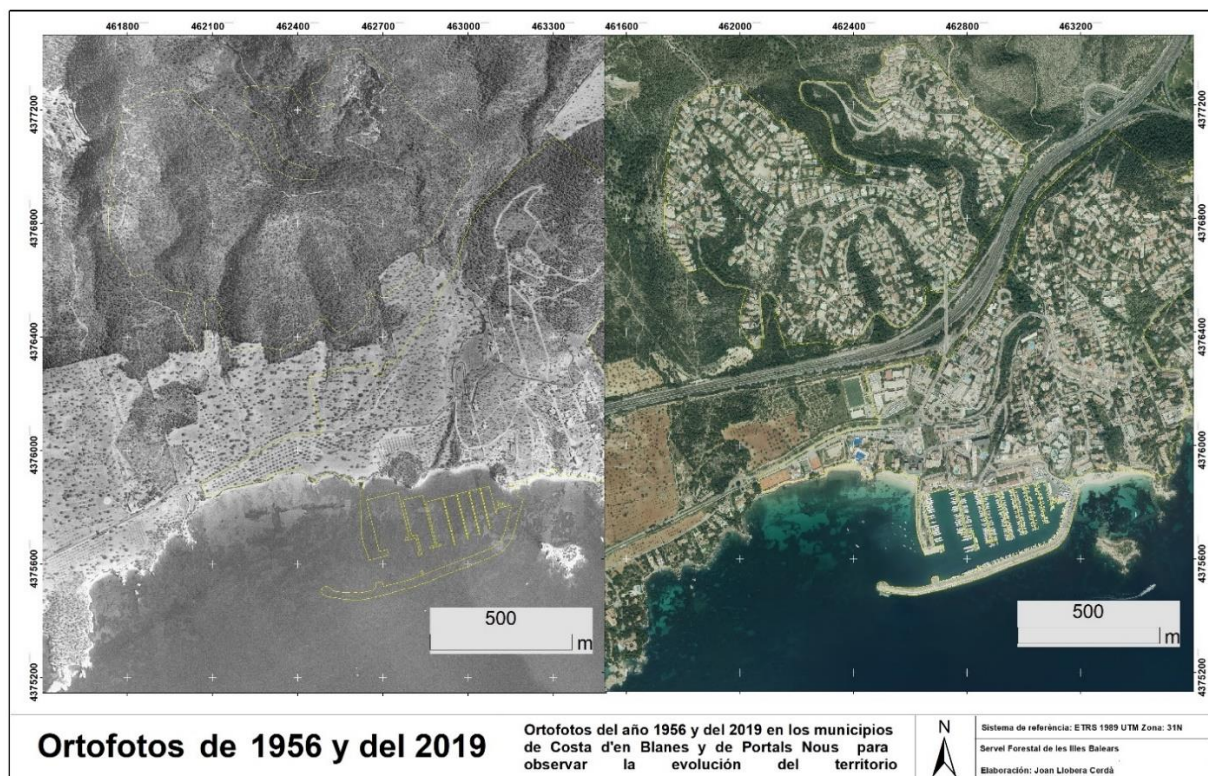 461800 462100 462400 462700 463000 463300 461600 462000 462400 462800 463200
4377200 4377200
4376800 4376800
4376400 4376400
4376000 4376000
4375600 4375600
4375200 4375200
500 500
m m
Ortofotos de 1956 y del 2019
Ortofotos del año 1956 y del 2019 en los municipios
de Costa d'en Blanes y de Portals Nous para
observar la evolución del territorio
N
Sistema de referència: ETRS 1989 UTM Zona: 31N
Servei Forestal de les Illes Balears
Elaboración: Joan Llobera Cerdà